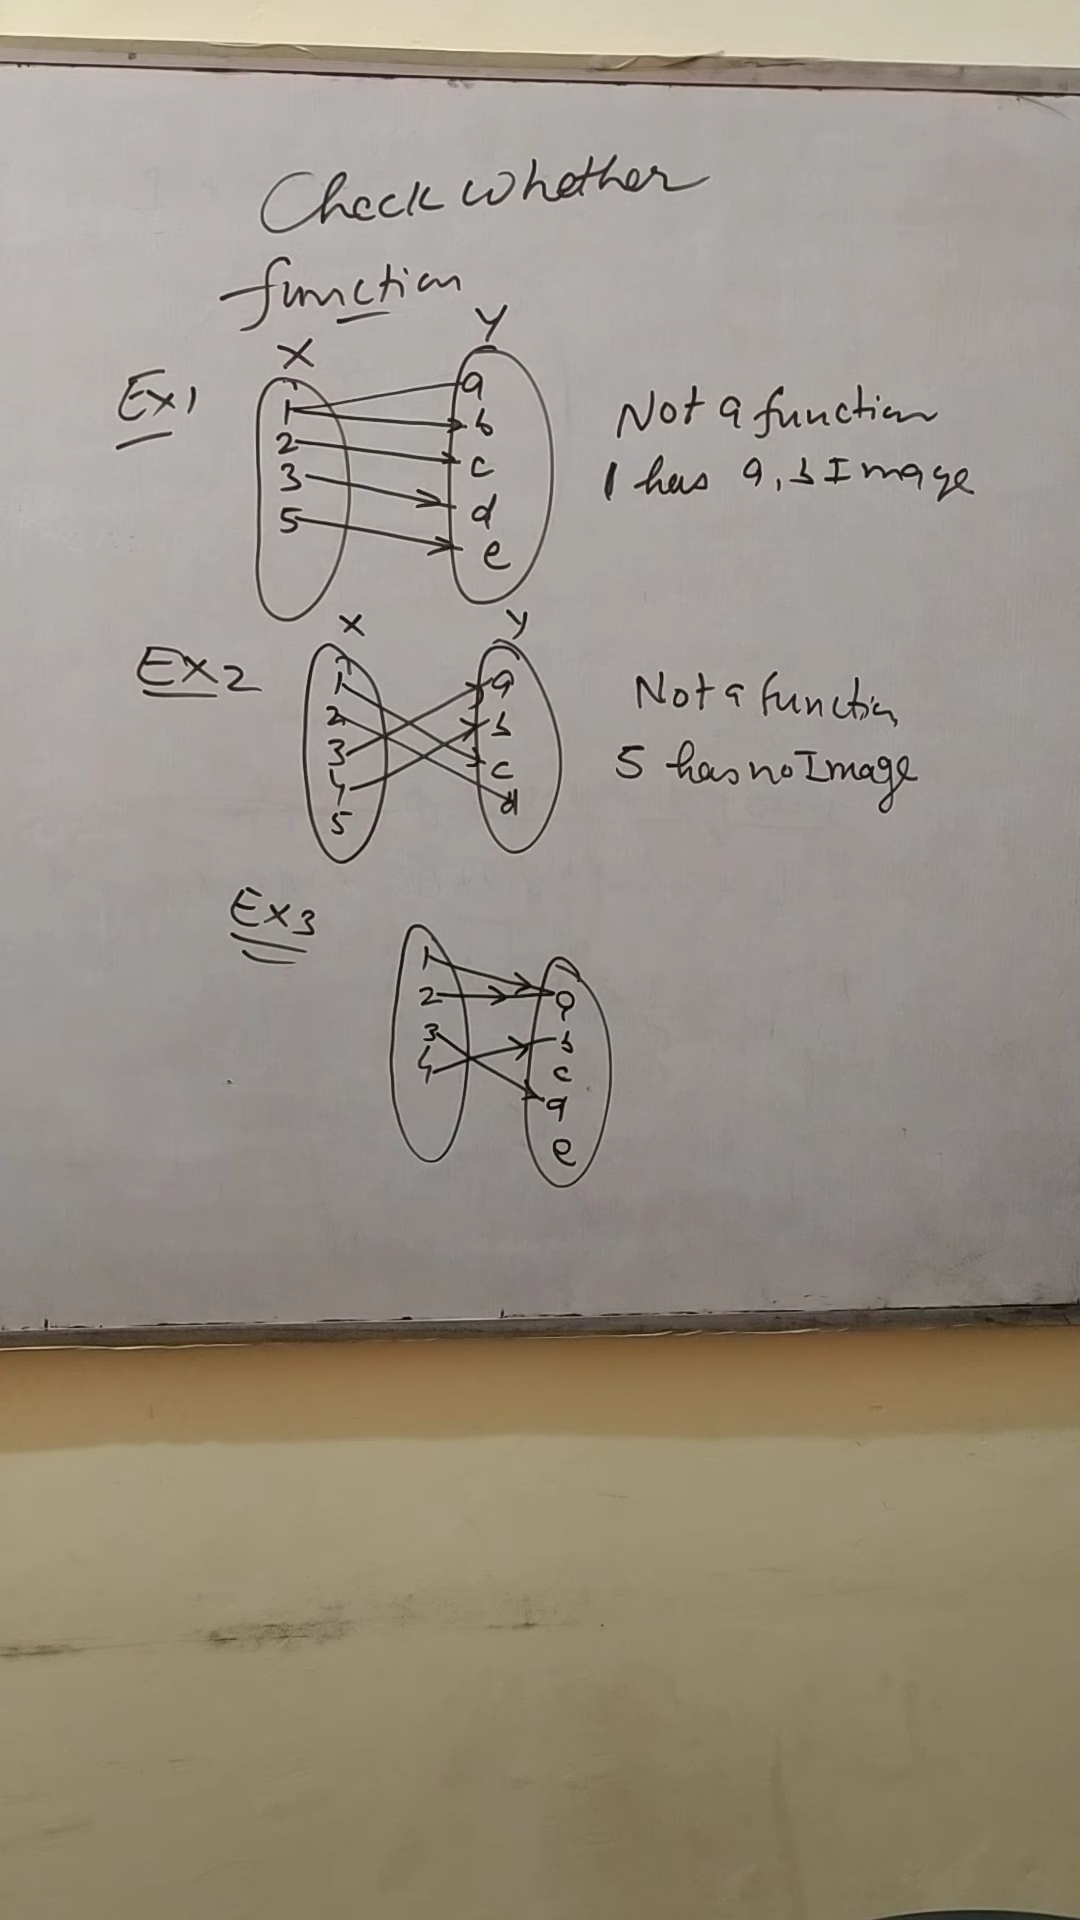 Check whether
function
X Y
Ex1
1 a
2 b
3 c
5 d
e
Not a function
1 has a, b Image
X Y
Ex2
1 a
2 b
3 c
4 d
5
Not a function
5 has no Image
Ex3
1 a
2 b
3 c
4 d
e